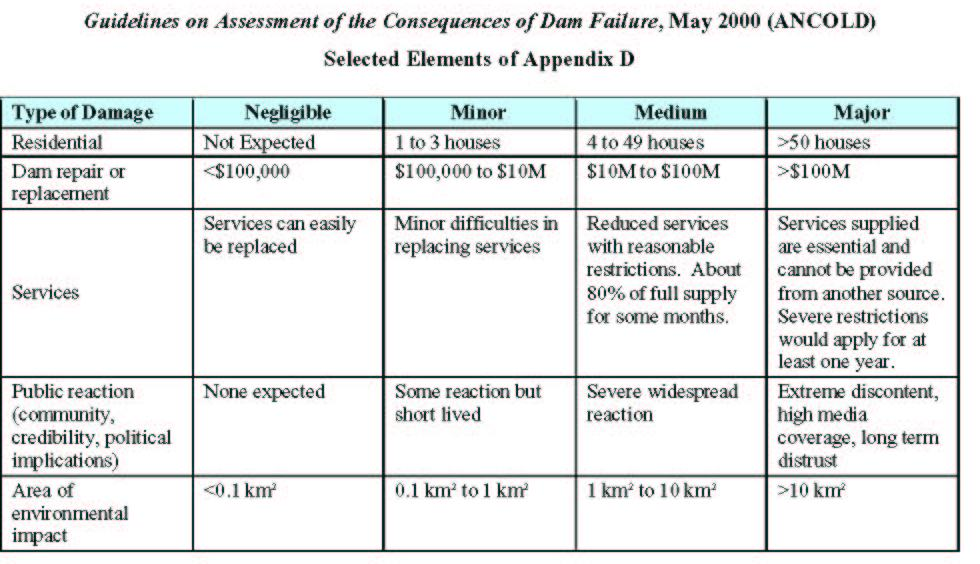 Guidelines on Assessment of the Consequences of Dam Failure, May 2000 (ANCOLD)
Selected Elements of Appendix D
Type of Damage Negligible Minor Medium Major
Residential Not Expected 1 to 3 houses 4 to 49 houses >50 houses
Dam repair or
replacement
<$100,000
$100,000 to $10M
$10M to $100M
>$100M
Services
Services can easily
be replaced
Minor difficulties in
replacing services
Reduced services
with reasonable
restrictions. About
80% of full supply
for some months.
Services supplied
are essential and
cannot be provided
from another source.
Severe restrictions
would apply for at
least one year.
Public reaction
(community,
credibility, political
implications)
None expected
Some reaction but
short lived
Severe widespread
reaction
Extreme discontent,
high media
coverage, long term
distrust
Area of
environmental
impact
<0.1 km²
0.1 km² to 1 km²
1 km² to 10 km²
>10 km²